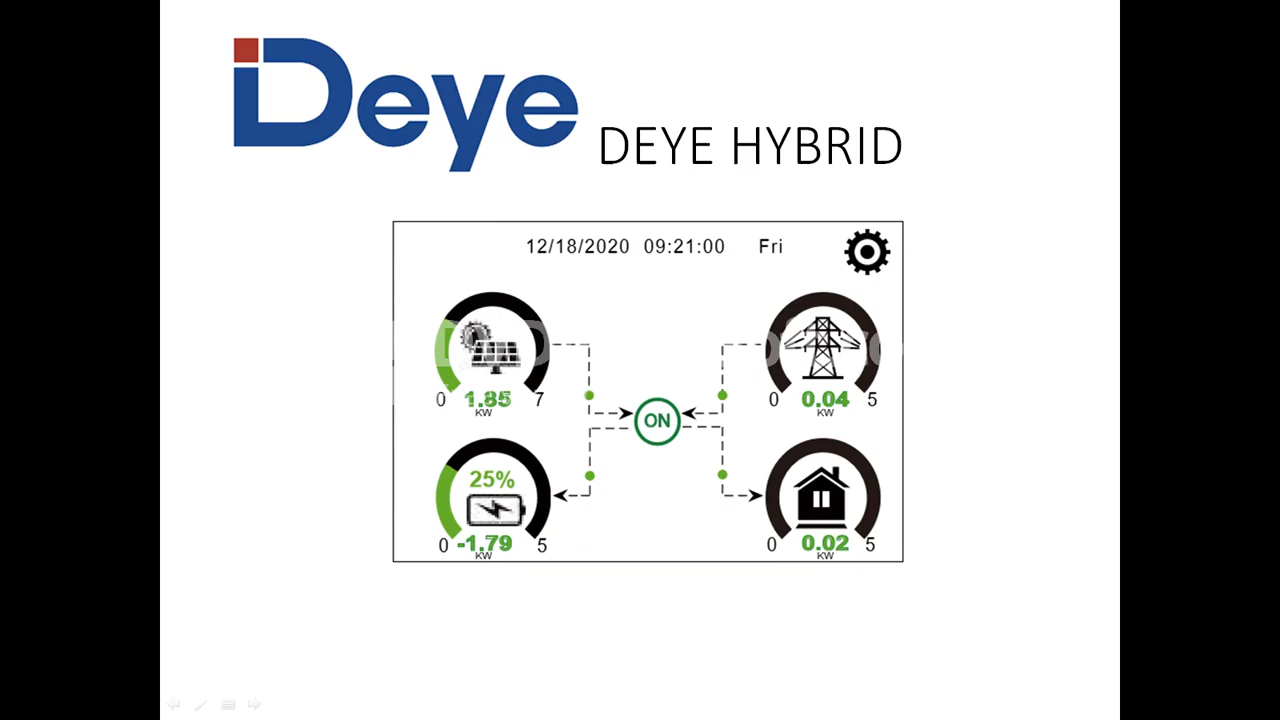 Deye
DEYE HYBRID
12/18/2020 09:21:00 Fri
0 1.85 7
KW
0 0.04 5
KW
ON
25%
0 -1.79 5
KW
0 0.02 5
KW